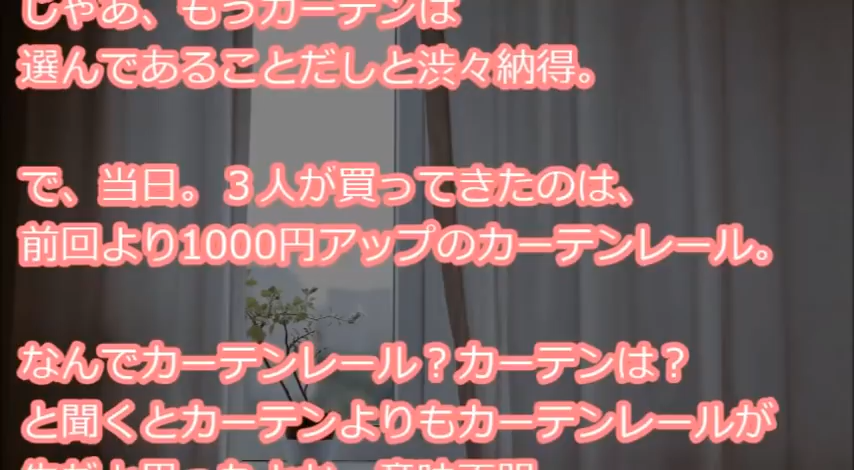 じゃあ、もうカーテンは
選んであることだしと渋々納得。
で、当日。３人が買ってきたのは、
前回より1000円アップのカーテンレール。
なんでカーテンレール？カーテンは？
と聞くとカーテンよりもカーテンレールが